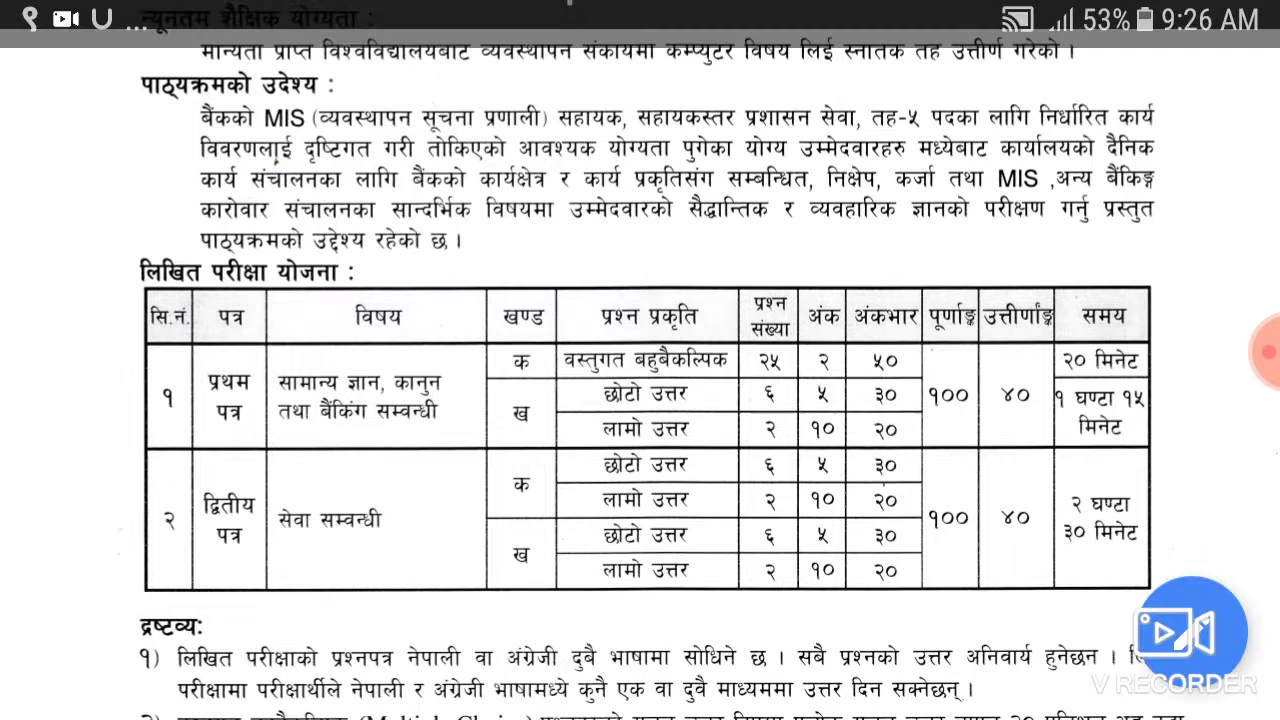 १ U ... 53% 9:26 AM
न्यूनतम शैक्षिक योग्यता :
मान्यता प्राप्त विश्वविद्यालयबाट व्यवस्थापन संकायमा कम्प्युटर विषय लिई स्नातक तह उत्तीर्ण गरेको ।
पाठ्यक्रमको उदेश्य :
बैंकको MIS (व्यवस्थापन सूचना प्रणाली) सहायक, सहायकस्तर प्रशासन सेवा, तह-५ पदका लागि निर्धारित कार्य
विवरणलाई दृष्टिगत गरी तोकिएको आवश्यक योग्यता पुगेका योग्य उम्मेदवारहरु मध्येबाट कार्यालयको दैनिक
कार्य संचालनका लागि बैंकको कार्यक्षेत्र र कार्य प्रकृतिसंग सम्बन्धित, निक्षेप, कर्जा तथा MIS ,अन्य बैंकिङ्ग
कारोवार संचालनका सान्दर्भिक विषयमा उम्मेदवारको सैद्धान्तिक र व्यवहारिक ज्ञानको परीक्षण गर्नु प्रस्तुत
पाठ्यक्रमको उद्देश्य रहेको छ ।
लिखित परीक्षा योजना :
सि.नं. पत्र विषय खण्ड प्रश्न प्रकृति प्रश्न संख्या अंक अंकभार पूर्णाङ्क उत्तीर्णाङ्क समय
१ प्रथम पत्र सामान्य ज्ञान, कानुन तथा बैंकिंग सम्वन्धी क वस्तुगत बहुबैकल्पिक २५ २ ५० १०० ४० २० मिनेट
ख छोटो उत्तर ६ ५ ३० १ घण्टा १५ मिनेट
लामो उत्तर २ १० २०
२ द्वितीय पत्र सेवा सम्वन्धी क छोटो उत्तर ६ ५ ३० १०० ४० २ घण्टा ३० मिनेट
लामो उत्तर २ १० २०
ख छोटो उत्तर ६ ५ ३०
लामो उत्तर २ १० २०
द्रष्टव्यः
१) लिखित परीक्षाको प्रश्नपत्र नेपाली वा अंग्रेजी दुबै भाषामा सोधिने छ । सबै प्रश्नको उत्तर अनिवार्य हुनेछन ।
परीक्षामा परीक्षार्थीले नेपाली र अंग्रेजी भाषामध्ये कुनै एक वा दुवै माध्यममा उत्तर दिन सक्नेछन् ।
V RECORDER